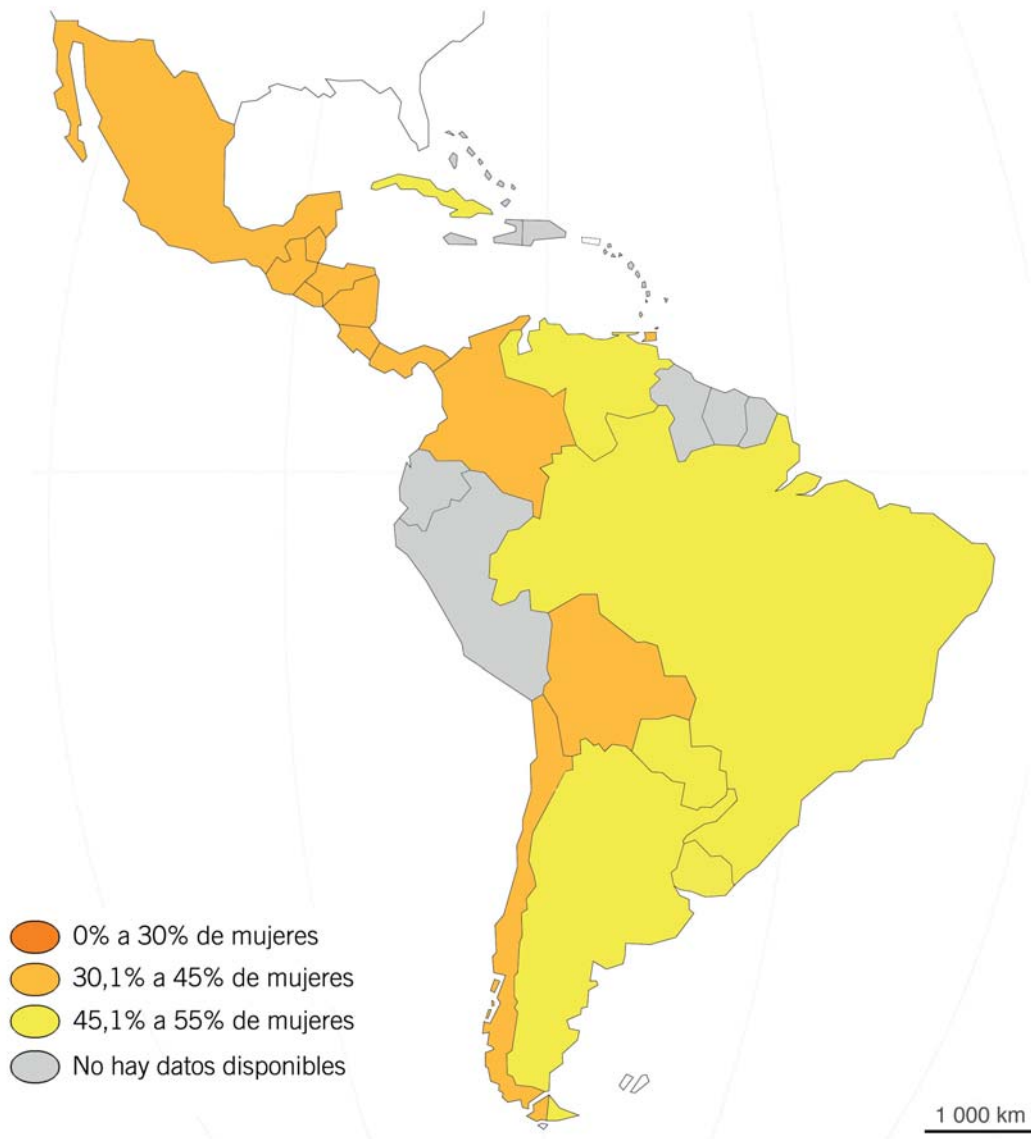 0% a 30% de mujeres
30,1% a 45% de mujeres
45,1% a 55% de mujeres
No hay datos disponibles
1 000 km